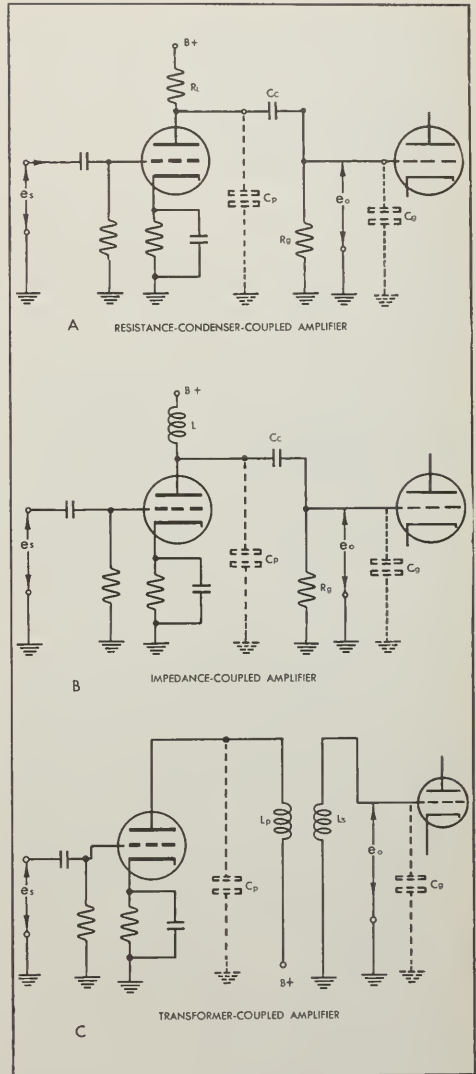 B+
RL
Cc
es
Cp
Rg
eo
Cg
A RESISTANCE-CONDENSER-COUPLED AMPLIFIER
B+
L
Cc
es
Cp
Rg
eo
Cg
B IMPEDANCE-COUPLED AMPLIFIER
Lp
Ls
es
Cp
eo
Cg
B+
C TRANSFORMER-COUPLED AMPLIFIER